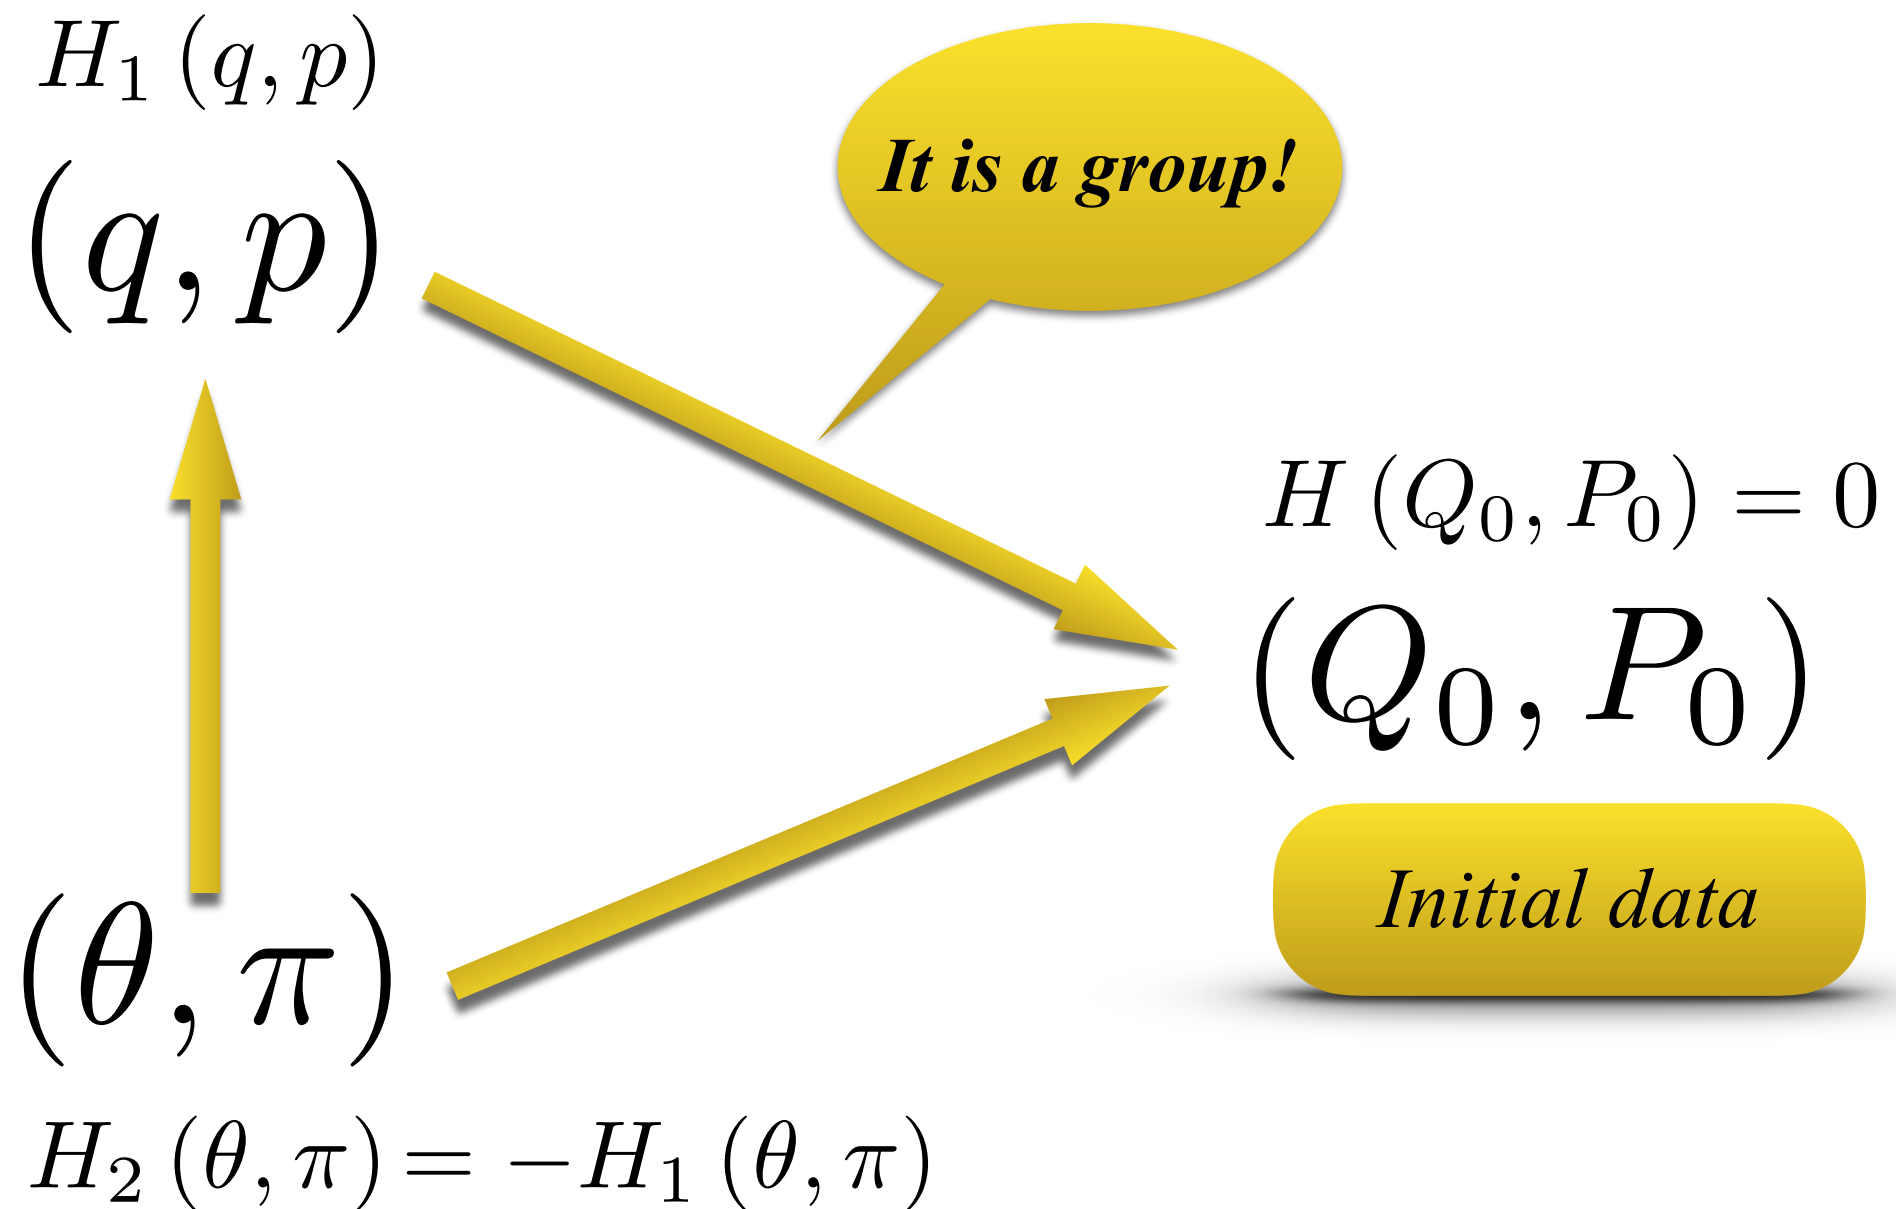 H₁ (q, p)
(q, p)
It is a group!
H (Q₀, P₀) = 0
(Q₀, P₀)
Initial data
(θ, π)
H₂ (θ, π) = −H₁ (θ, π)